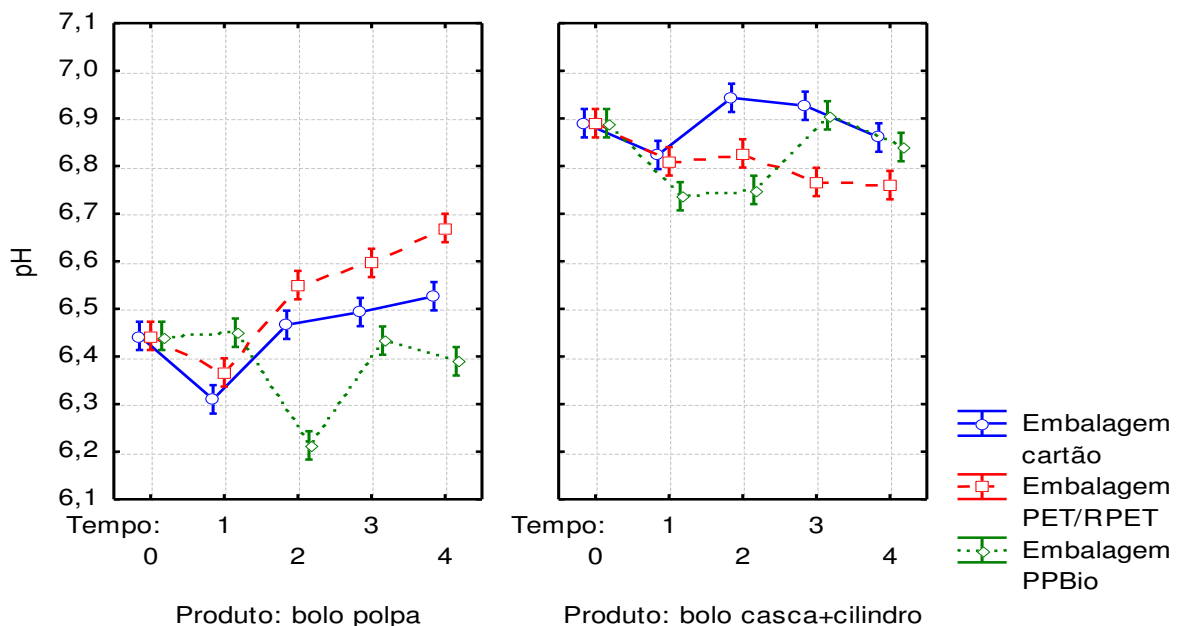 7,1
7,0
6,9
6,8
6,7
6,6
6,5
6,4
6,3
6,2
6,1
pH
Tempo: 1 3
0 2 4
Produto: bolo polpa
Tempo: 1 3
0 2 4
Produto: bolo casca+cilindro
Embalagem
cartão
Embalagem
PET/RPET
Embalagem
PPBio